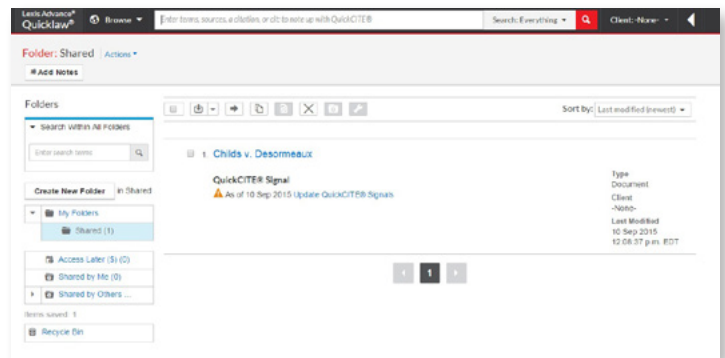 Lexis Advance®
Quicklaw®
Browse
Enter terms, sources, a citation, or cite to note up with QuickCITE®
Search: Everything
Client: -None-
Folder: Shared
Actions
Add Notes
Folders
Search Within All Folders
Enter search terms
Create New Folder in Shared
My Folders
Shared (1)
Access Later ($) (0)
Shared by Me (0)
Shared by Others ...
Items saved: 1
Recycle Bin
Sort by: Last modified (newest)
1. Childs v. Desormeaux
QuickCITE® Signal
As of 10 Sep 2015 Update QuickCITE® Signals
Type
Document
Client
-None-
Last Modified
10 Sep 2015
12:08:37 p.m. EDT
1